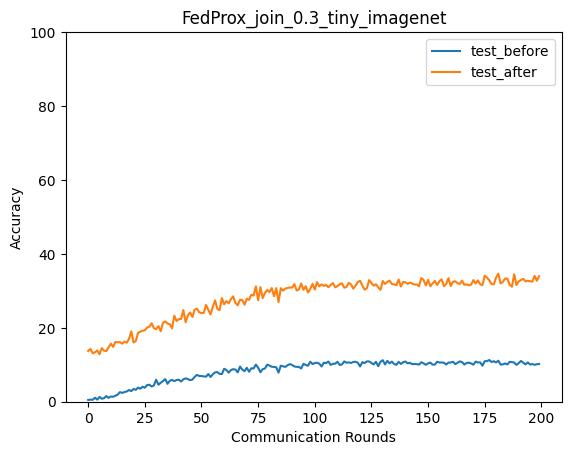 FedProx_join_0.3_tiny_imagenet
test_before
test_after
100
80
60
40
20
0
Accuracy
0 25 50 75 100 125 150 175 200
Communication Rounds